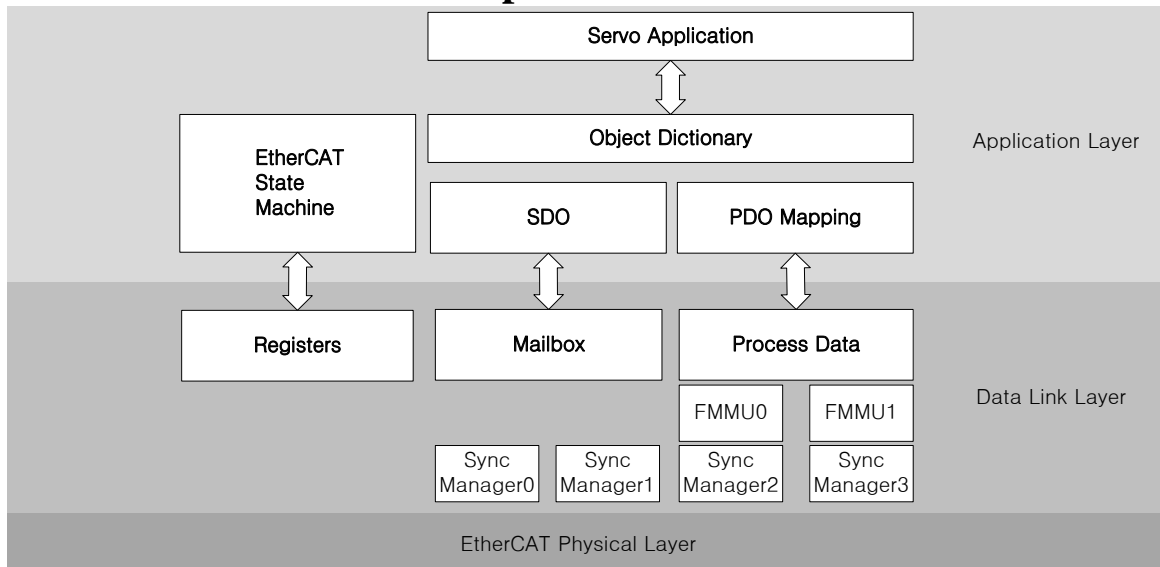 Servo Application
Object Dictionary
Application Layer
EtherCAT
State
Machine
SDO
PDO Mapping
Registers
Mailbox
Process Data
Data Link Layer
FMMU0
FMMU1
Sync
Manager0
Sync
Manager1
Sync
Manager2
Sync
Manager3
EtherCAT Physical Layer